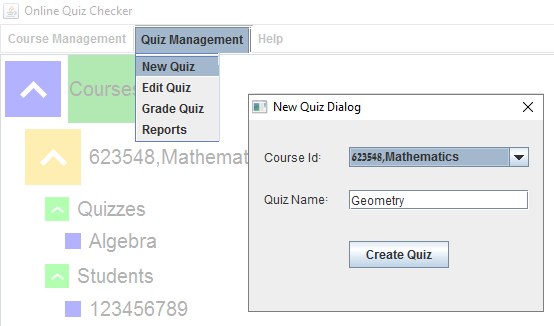 Online Quiz Checker
Course Management Quiz Management Help
New Quiz
Edit Quiz
Grade Quiz
Reports
Courses
623548,Mathemat
Quizzes
Algebra
Students
123456789
New Quiz Dialog
Course Id: 623548,Mathematics
Quiz Name: Geometry
Create Quiz